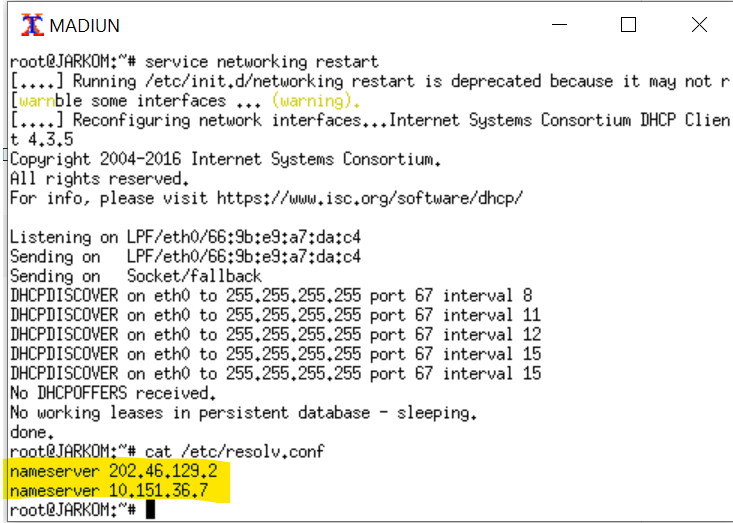 MADIUN
root@JARKOM:~# service networking restart
[....] Running /etc/init.d/networking restart is deprecated because it may not r
[warnble some interfaces ... (warning).
[....] Reconfiguring network interfaces...Internet Systems Consortium DHCP Clien
t 4.3.5
Copyright 2004-2016 Internet Systems Consortium.
All rights reserved.
For info, please visit https://www.isc.org/software/dhcp/
Listening on LPF/eth0/66:9b:e9:a7:da:c4
Sending on   LPF/eth0/66:9b:e9:a7:da:c4
Sending on   Socket/fallback
DHCPDISCOVER on eth0 to 255.255.255.255 port 67 interval 8
DHCPDISCOVER on eth0 to 255.255.255.255 port 67 interval 11
DHCPDISCOVER on eth0 to 255.255.255.255 port 67 interval 12
DHCPDISCOVER on eth0 to 255.255.255.255 port 67 interval 15
DHCPDISCOVER on eth0 to 255.255.255.255 port 67 interval 15
No DHCPOFFERS received.
No working leases in persistent database - sleeping.
done.
root@JARKOM:~# cat /etc/resolv.conf
nameserver 202.46.129.2
nameserver 10.151.36.7
root@JARKOM:~#